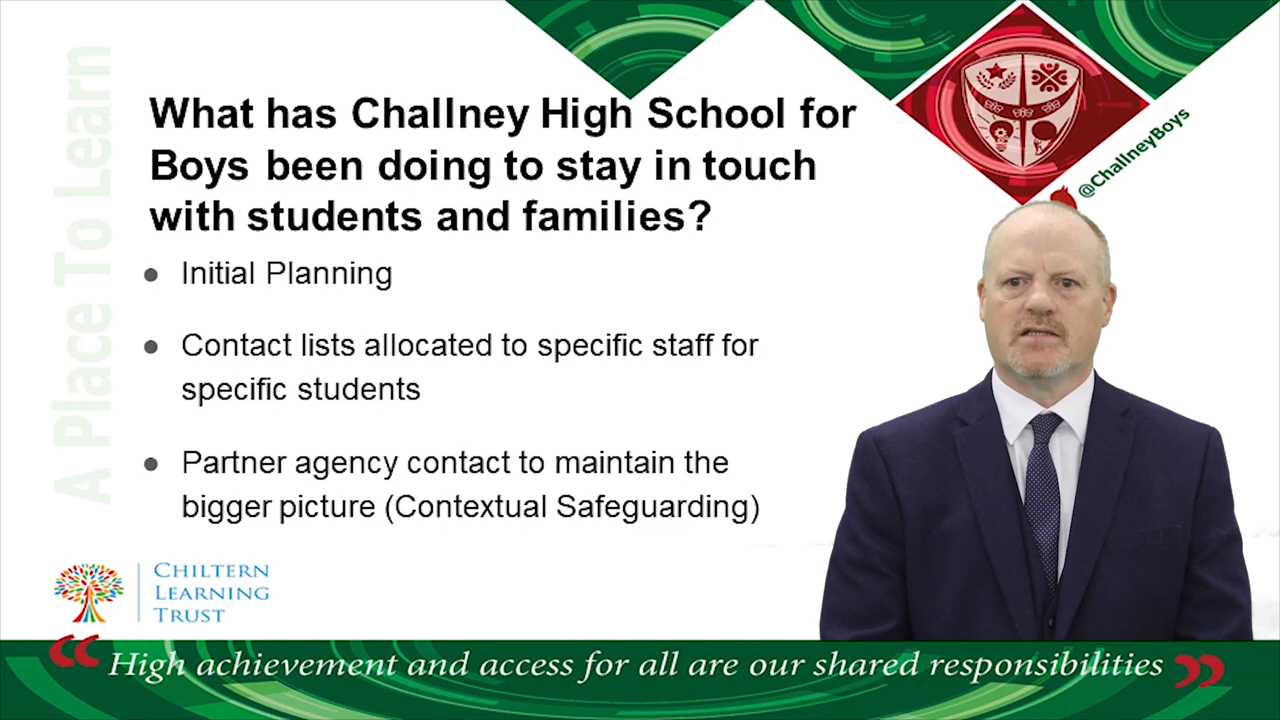 A Place To Learn
What has Challney High School for
Boys been doing to stay in touch
with students and families?
@ChallneyBoys
● Initial Planning
● Contact lists allocated to specific staff for
specific students
● Partner agency contact to maintain the
bigger picture (Contextual Safeguarding)
CHILTERN
LEARNING
TRUST
“High achievement and access for all are our shared responsibilities”